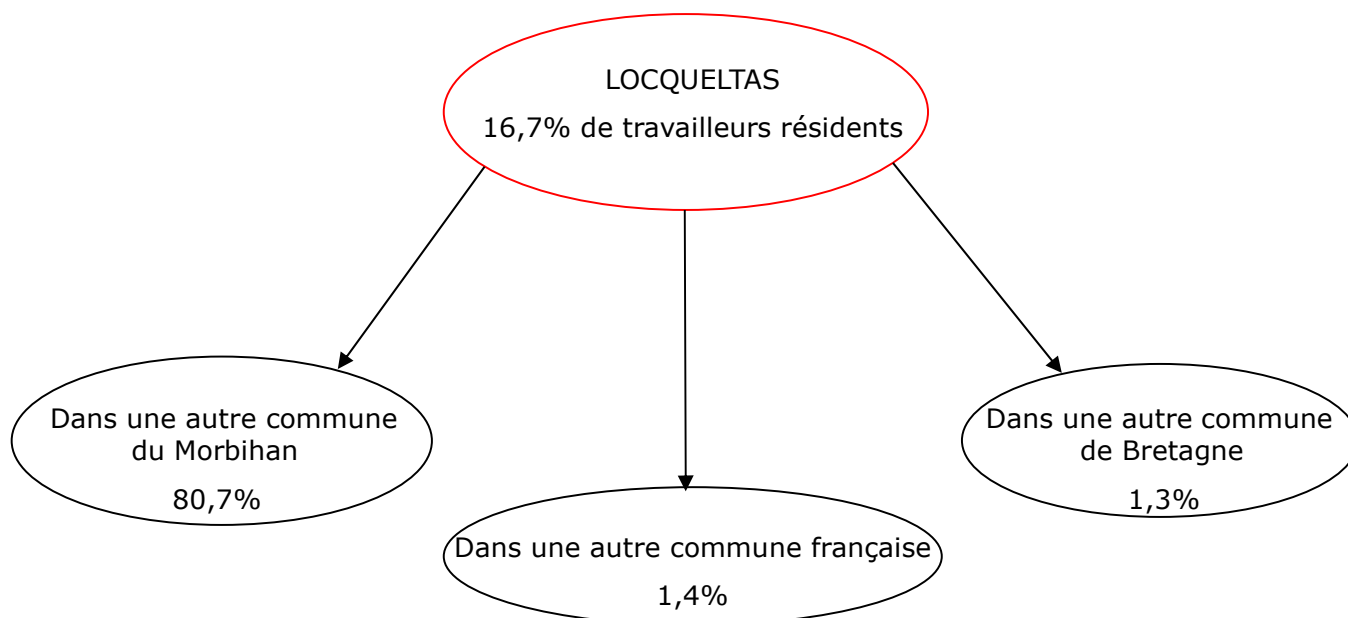 LOCQUELTAS
16,7% de travailleurs résidents
Dans une autre commune
du Morbihan
80,7%
Dans une autre commune française
1,4%
Dans une autre commune
de Bretagne
1,3%